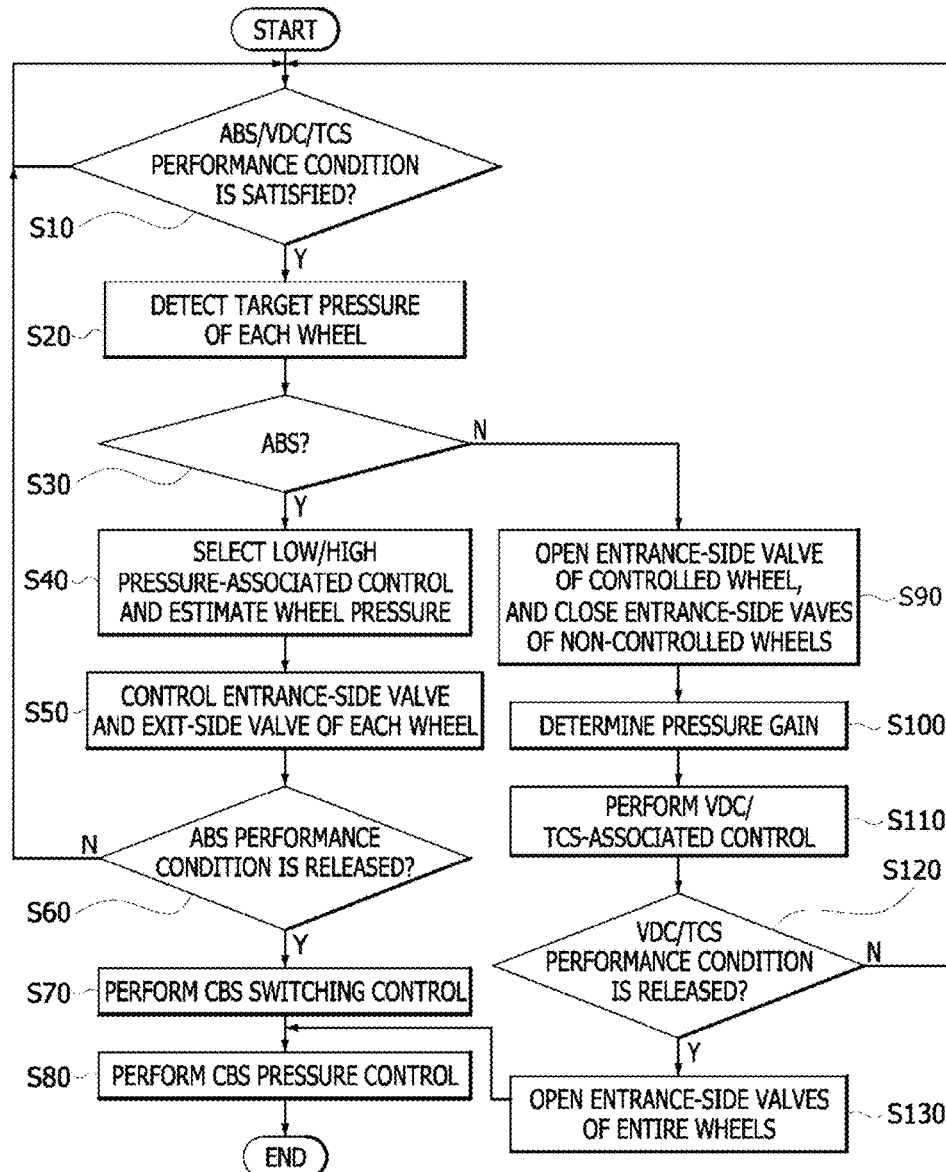 START
ABS/VDC/TCS
PERFORMANCE CONDITION
IS SATISFIED?
S10
Y
DETECT TARGET PRESSURE
OF EACH WHEEL
S20
ABS?
N
S30
Y
SELECT LOW/HIGH
PRESSURE-ASSOCIATED CONTROL
AND ESTIMATE WHEEL PRESSURE
S40
CONTROL ENTRANCE-SIDE VALVE
AND EXIT-SIDE VALVE OF EACH WHEEL
S50
ABS PERFORMANCE
CONDITION IS RELEASED?
N
S60
Y
S70
PERFORM CBS SWITCHING CONTROL
S80
PERFORM CBS PRESSURE CONTROL
END
OPEN ENTRANCE-SIDE VALVE
OF CONTROLLED WHEEL,
AND CLOSE ENTRANCE-SIDE VAVES
OF NON-CONTROLLED WHEELS
S90
DETERMINE PRESSURE GAIN
S100
PERFORM VDC/
TCS-ASSOCIATED CONTROL
S110
S120
VDC/TCS
PERFORMANCE CONDITION
IS RELEASED?
N
Y
OPEN ENTRANCE-SIDE VALVES
OF ENTIRE WHEELS
S130